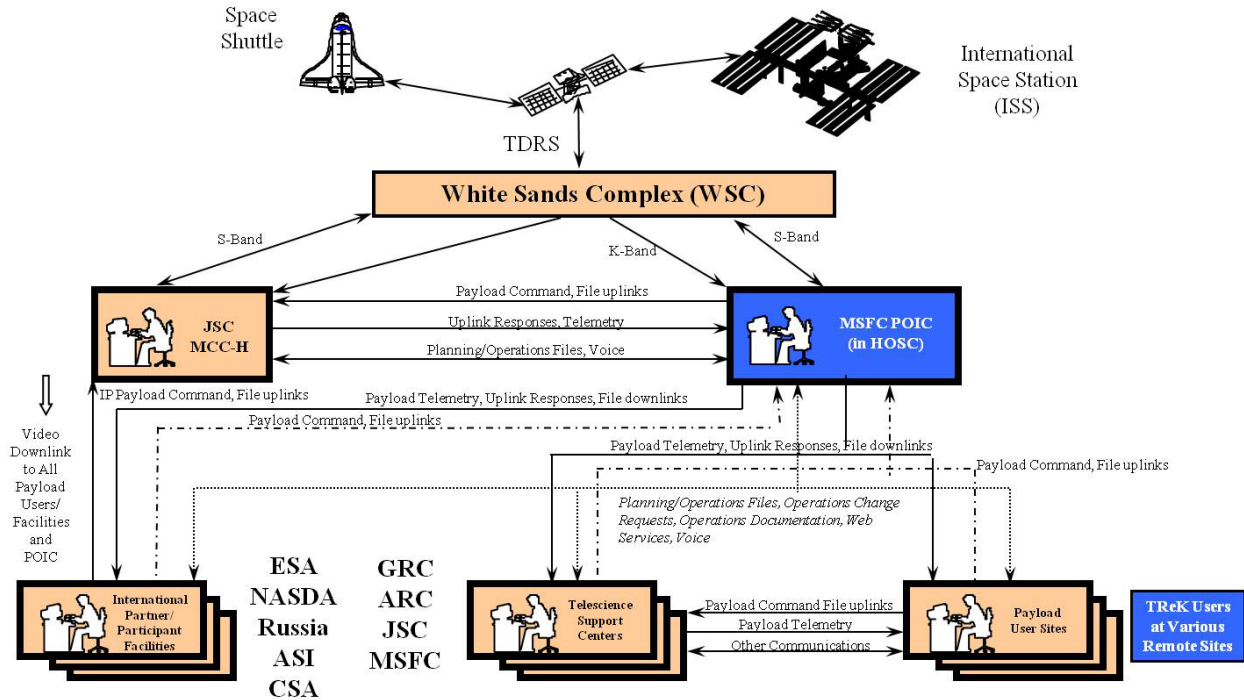 Space
Shuttle
International
Space Station
(ISS)
TDRS
White Sands Complex (WSC)
S-Band
K-Band
S-Band
JSC
MCC-H
Payload Command, File uplinks
Uplink Responses, Telemetry
Planning/Operations Files, Voice
MSFC POIC
(in HOSC)
IP Payload Command, File uplinks
Payload Telemetry, Uplink Responses, File downlinks
Payload Command, File uplinks
Video
Downlink
to All
Payload
Users/
Facilities
and
POIC
Payload Telemetry, Uplink Responses, File downlinks
Payload Command, File uplinks
Planning/Operations Files, Operations Change
Requests, Operations Documentation, Web
Services, Voice
International
Partner/
Participant
Facilities
ESA
NASDA
Russia
ASI
CSA
GRC
ARC
JSC
MSFC
Telescience
Support
Centers
Payload Command File uplinks
Payload Telemetry
Other Communications
Payload
User Sites
TReK Users
at Various
Remote Sites